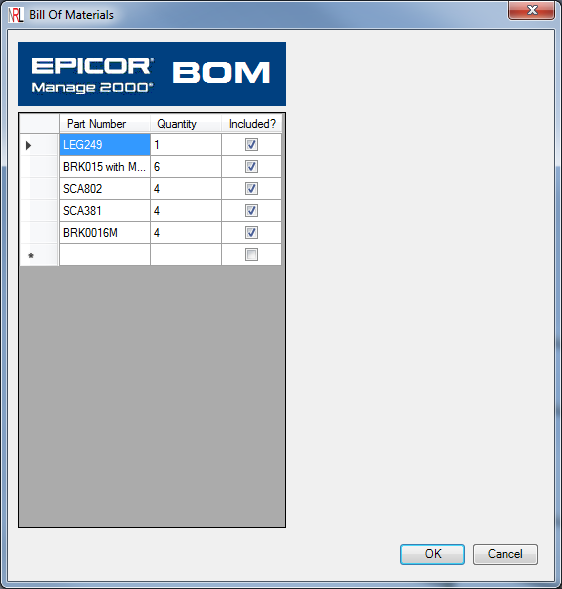 NRL Bill Of Materials
EPICOR® BOM
Manage 2000®
Part Number Quantity Included?
LEG249 1
BRK015 with M... 6
SCA802 4
SCA381 4
BRK0016M 4
*
OK Cancel